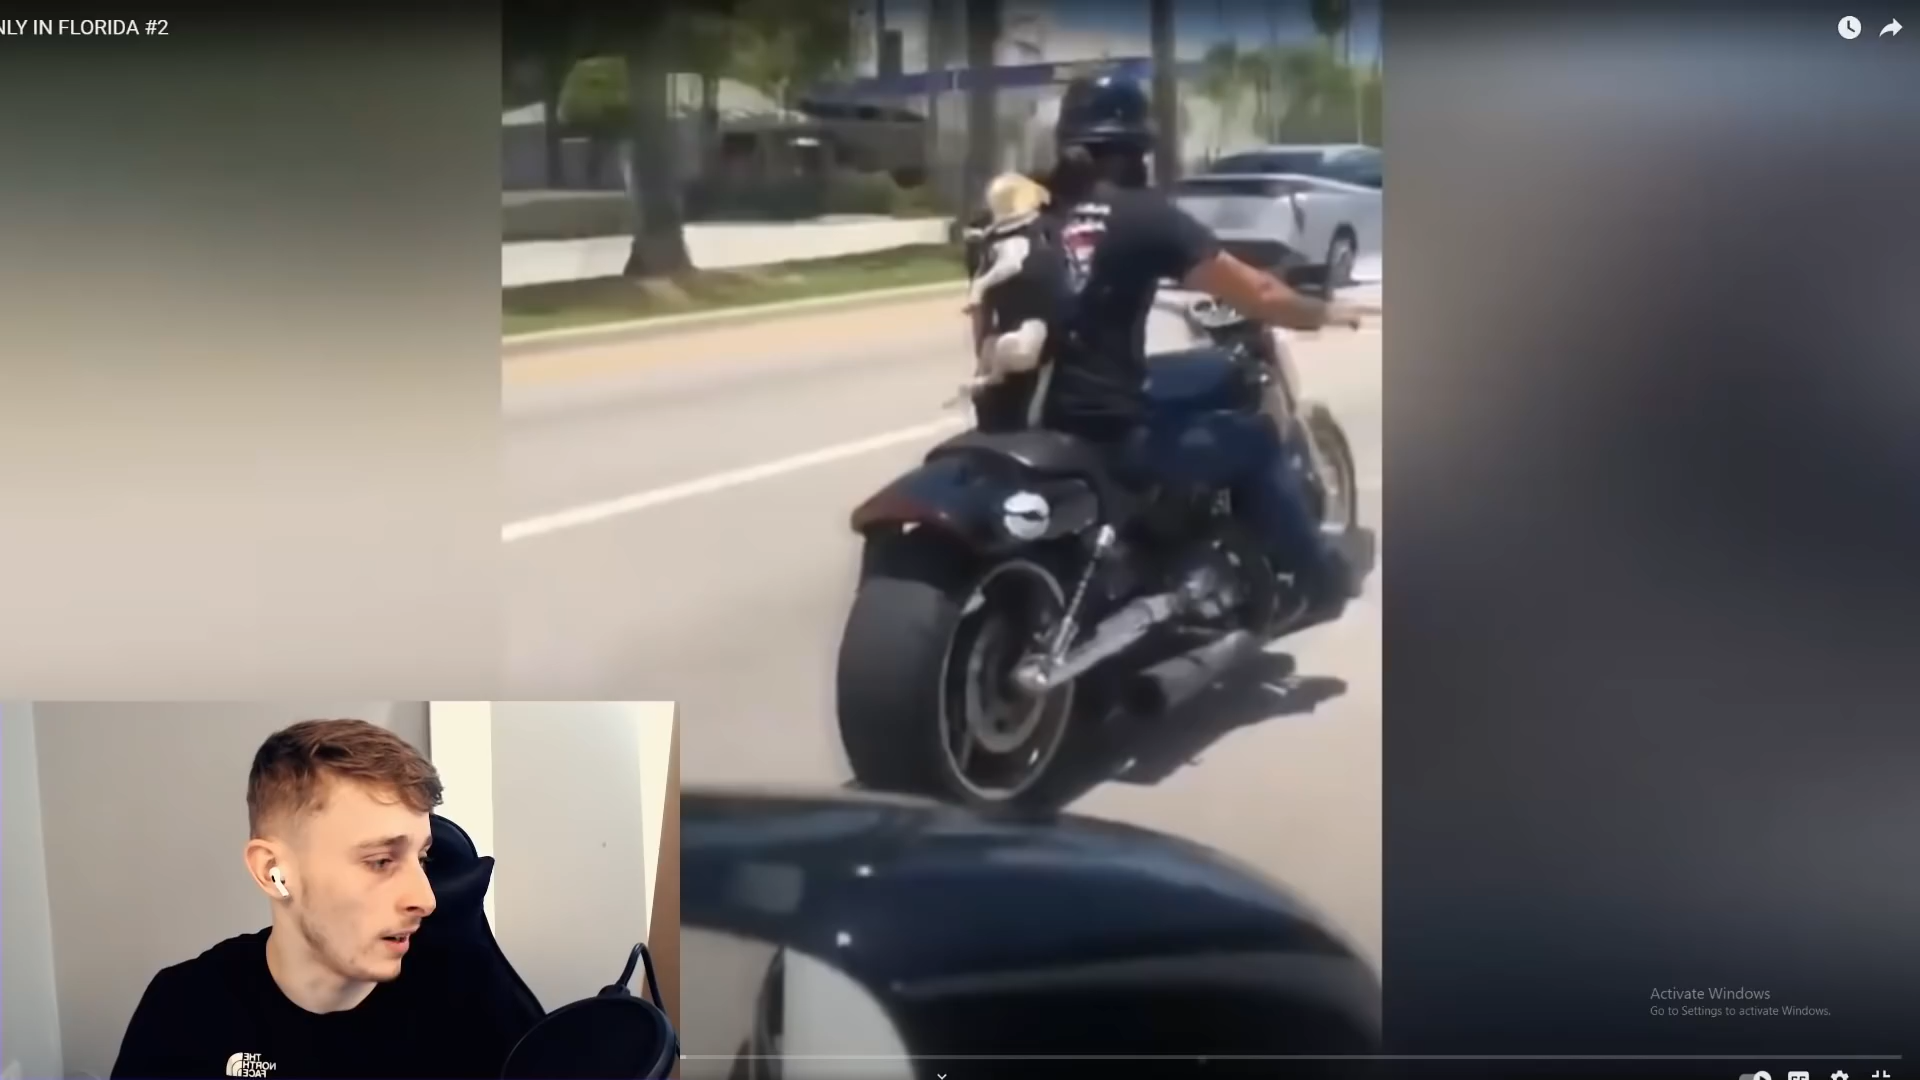 NLY IN FLORIDA #2
Activate Windows
Go to Settings to activate Windows.
THE
NORTH
FACE